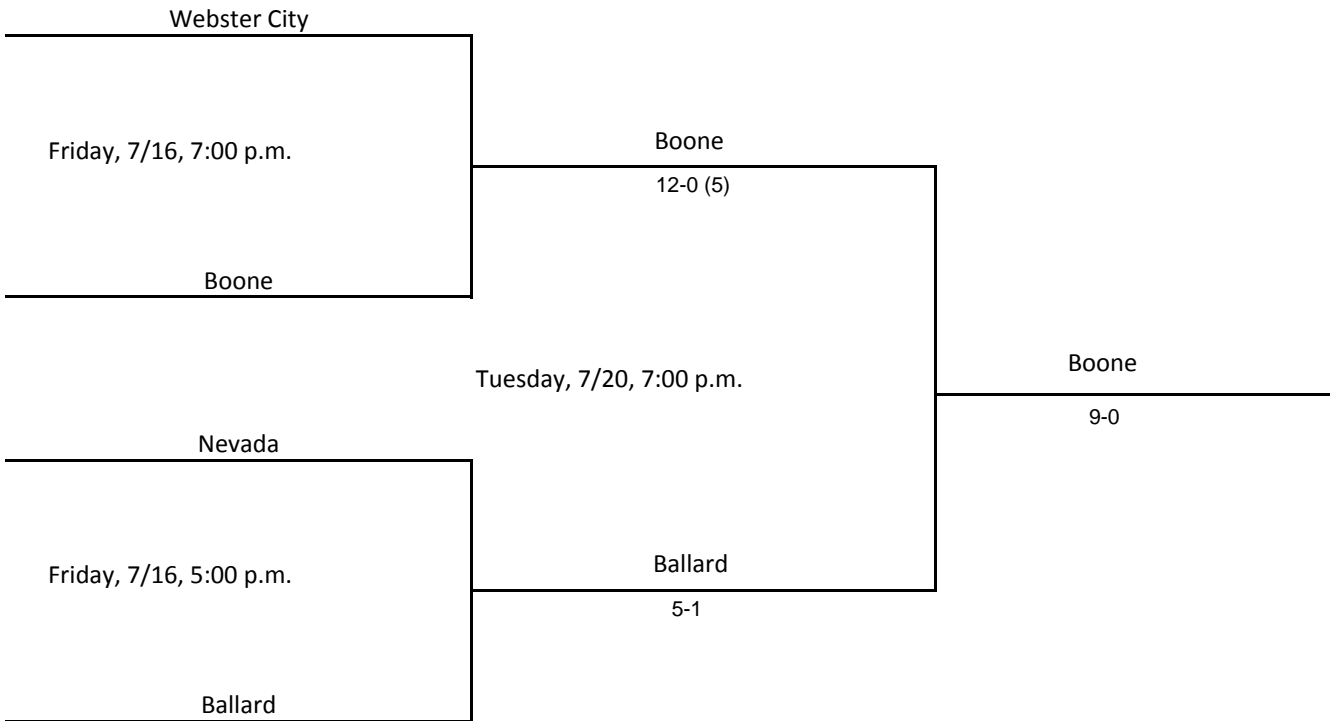 Webster City
Friday, 7/16, 7:00 p.m.
Boone
12-0 (5)
Boone
Tuesday, 7/20, 7:00 p.m.
Boone
9-0
Nevada
Friday, 7/16, 5:00 p.m.
Ballard
5-1
Ballard